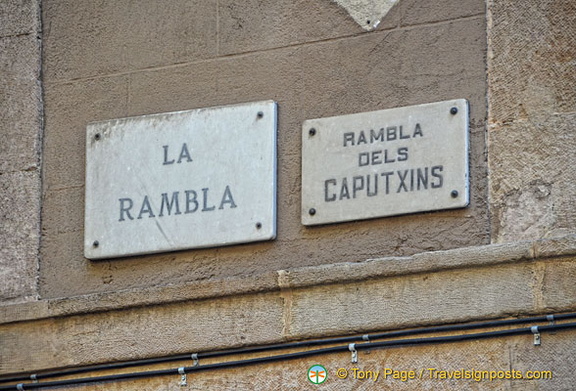 LA
RAMBLA
RAMBLA
DELS
CAPUTXINS
© Tony Page / Travelsignposts.com